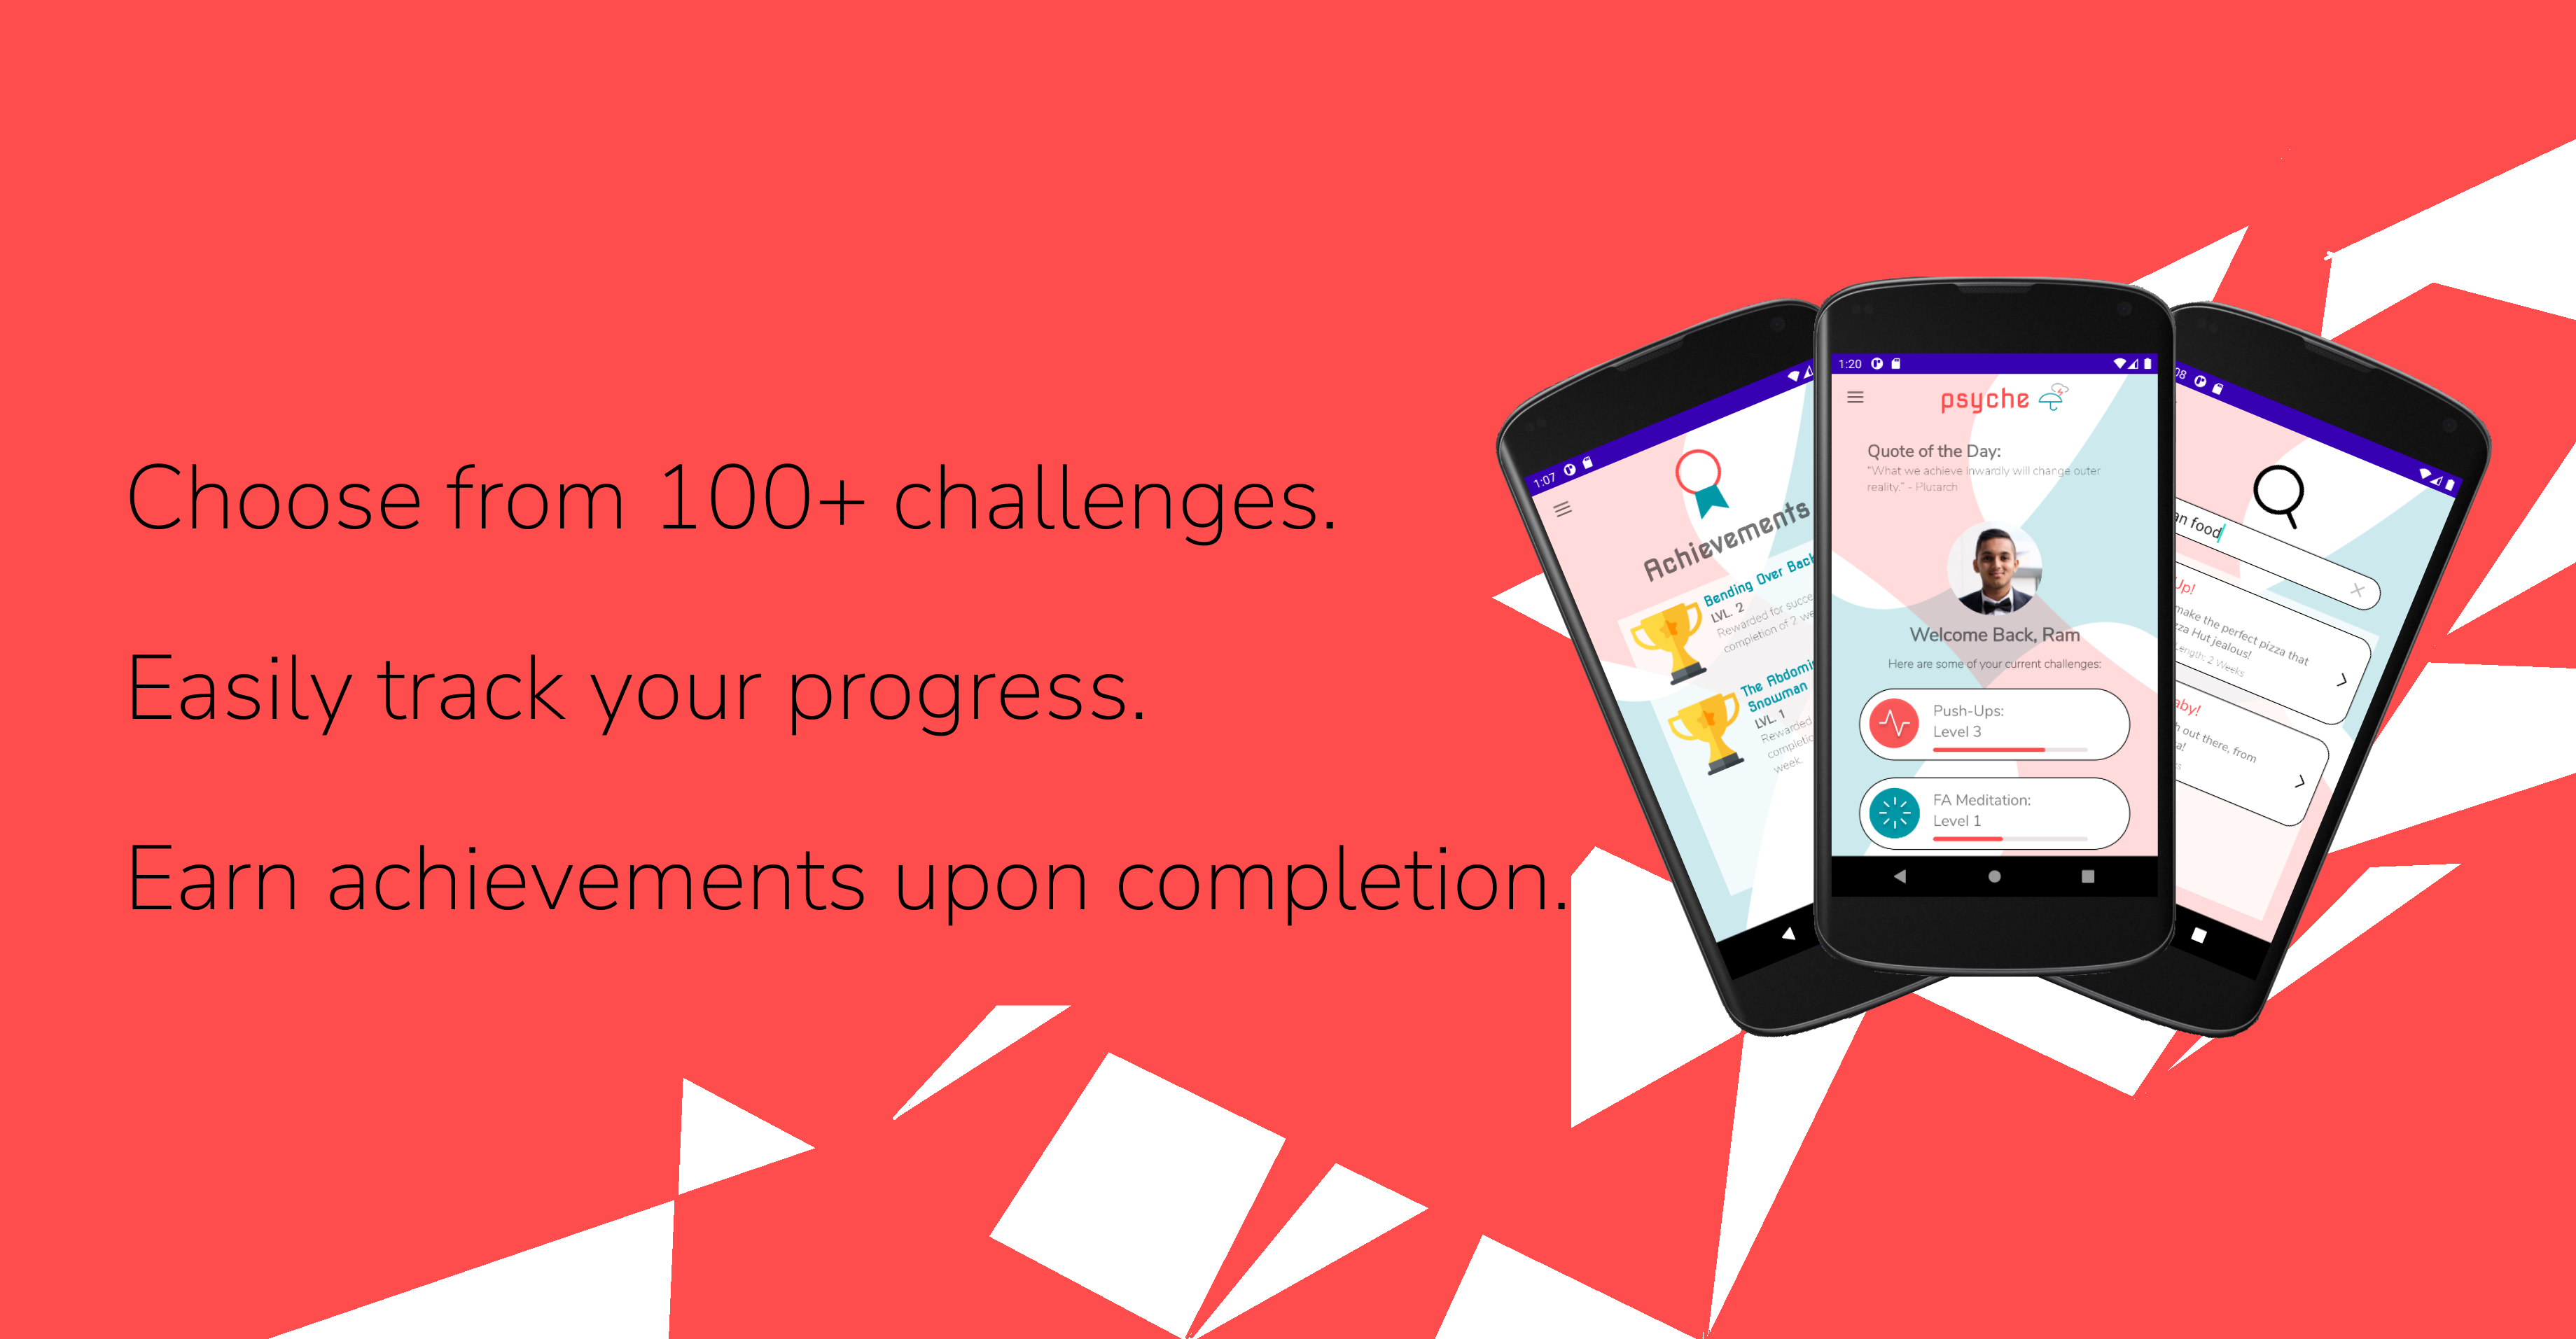 Choose from 100+ challenges.
Easily track your progress.
Earn achievements upon completion.
1:07
Achievements
Bending Over Back
LVL. 2
Rewarded for succe
completion of 2 we
The Abdomi
Snowman
LVL. 1
Rewarded
completio
week.
1:20
psyche
Quote of the Day:
"What we achieve inwardly will change outer
reality." - Plutarch
Welcome Back, Ram
Here are some of your current challenges:
Push-Ups:
Level 3
FA Meditation:
Level 1
08
an food
Up!
make the perfect pizza that
zza Hut jealous!
Length: 2 Weeks
aby!
out there, from
a!